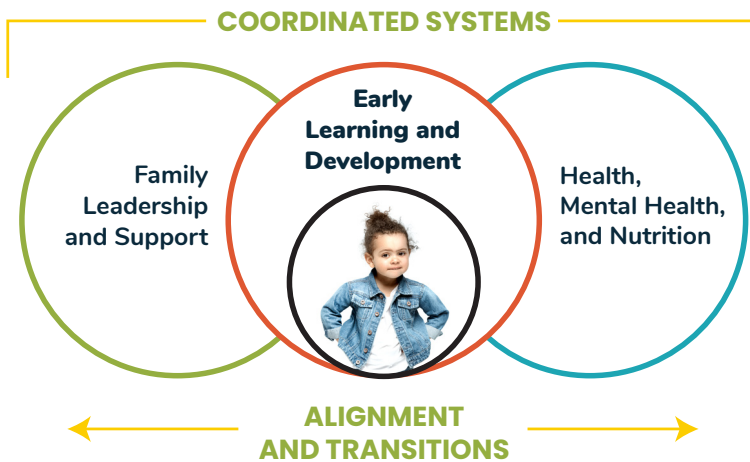 COORDINATED SYSTEMS
Early
Learning and
Development
Family
Leadership
and Support
Health,
Mental Health,
and Nutrition
ALIGNMENT
AND TRANSITIONS